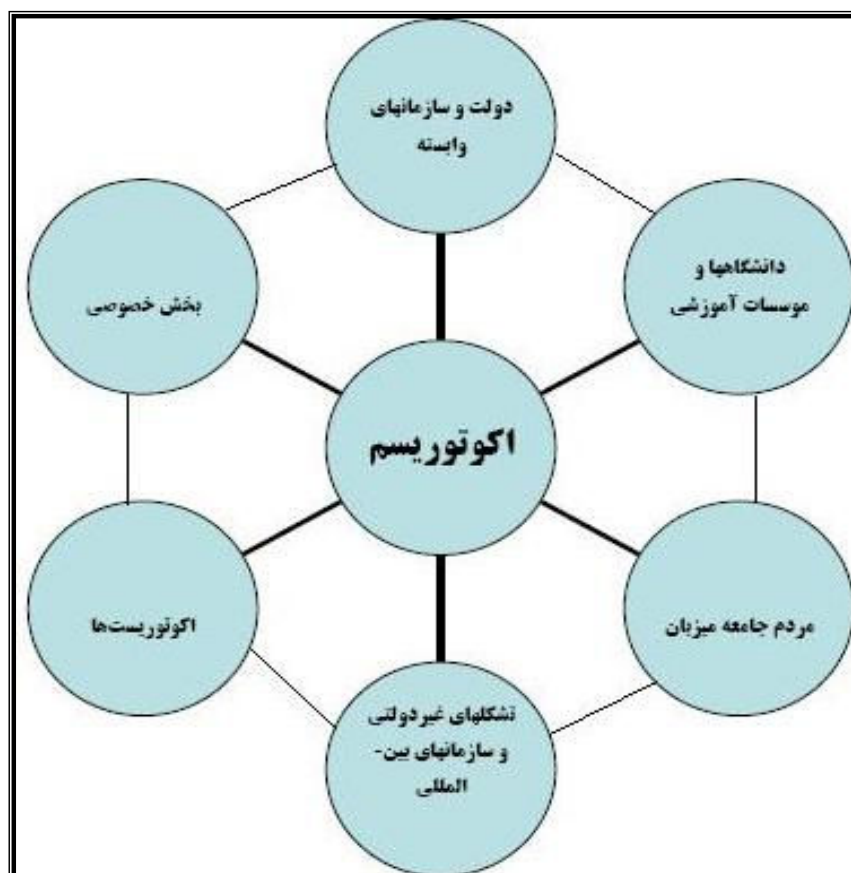 دولت و سازمانهای
وابسته
دانشگاهها و
موسسات آموزشی
بخش خصوصی
اکوتوریسم
مردم جامعه میزبان
اکوتوریست‌ها
تشکلهای غیردولتی
و سازمانهای بین-
المللی